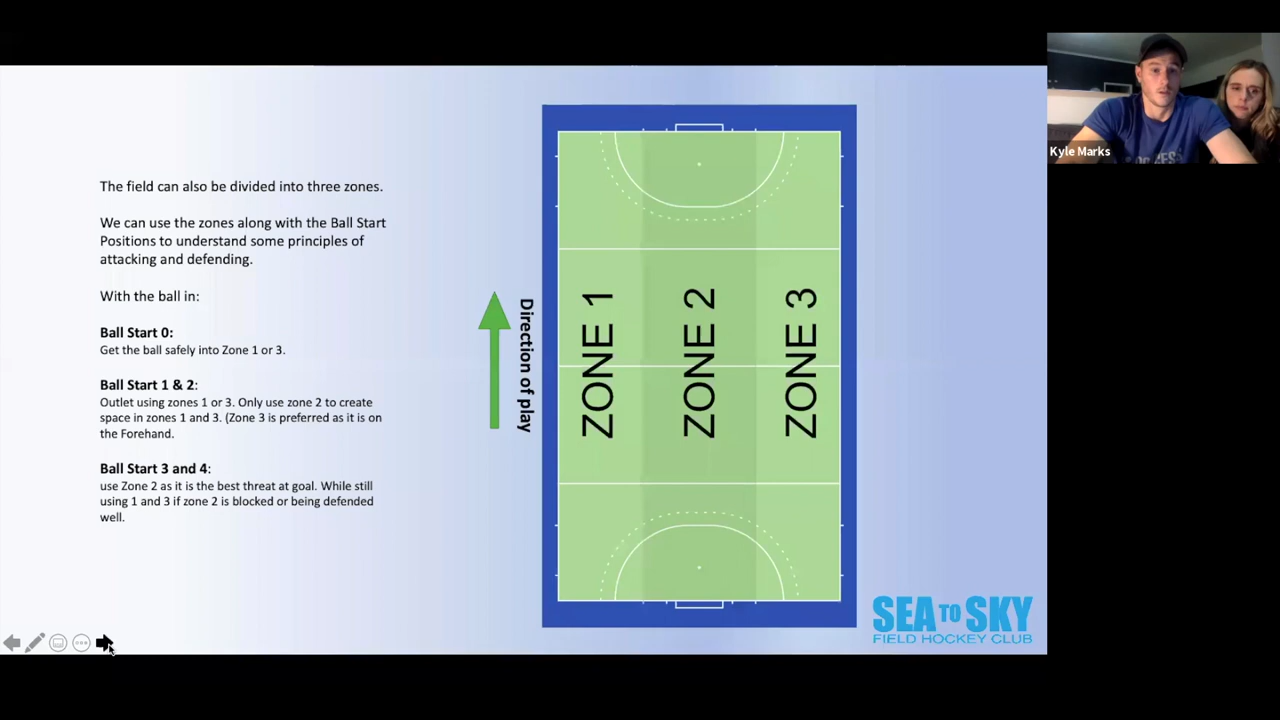 The field can also be divided into three zones.
We can use the zones along with the Ball Start
Positions to understand some principles of
attacking and defending.
With the ball in:
Ball Start 0:
Get the ball safely into Zone 1 or 3.
Ball Start 1 & 2:
Outlet using zones 1 or 3. Only use zone 2 to create
space in zones 1 and 3. (Zone 3 is preferred as it is on
the Forehand.
Ball Start 3 and 4:
use Zone 2 as it is the best threat at goal. While still
using 1 and 3 if zone 2 is blocked or being defended
well.
Direction of play
ZONE 1
ZONE 2
ZONE 3
SEA TO SKY
FIELD HOCKEY CLUB
Kyle Marks